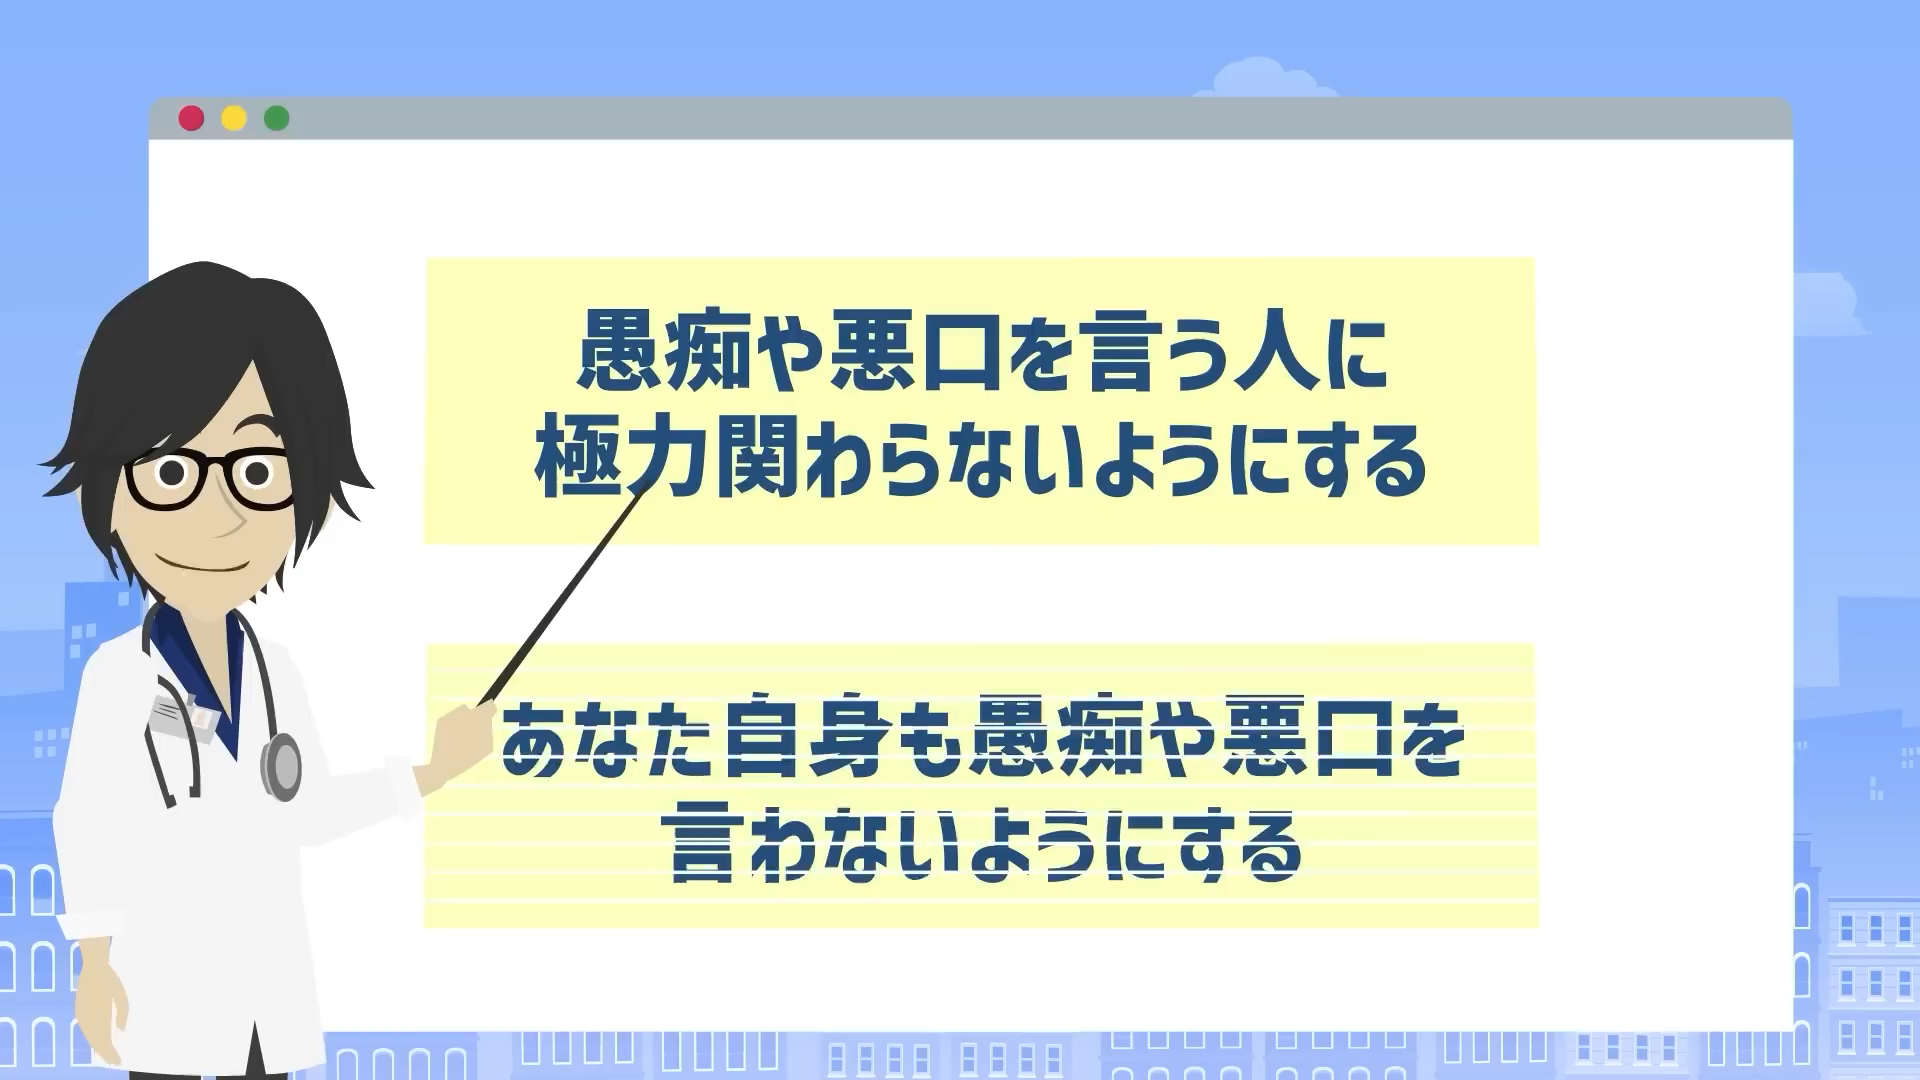 愚痴や悪口を言う人に
極力関わらないようにする
あなた自身も愚痴や悪口を
言わないようにする